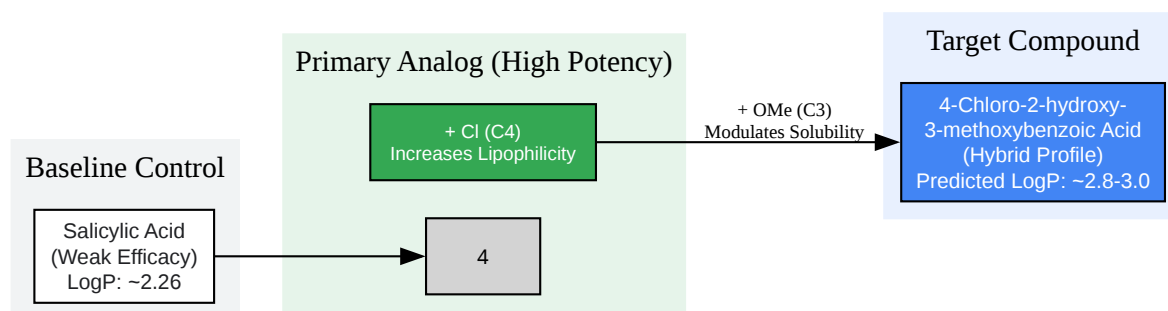 Baseline Control
Salicylic Acid
(Weak Efficacy)
LogP: ~2.26
Primary Analog (High Potency)
+ Cl (C4)
Increases Lipophilicity
4
+ OMe (C3)
Modulates Solubility
Target Compound
4-Chloro-2-hydroxy-
3-methoxybenzoic Acid
(Hybrid Profile)
Predicted LogP: ~2.8-3.0